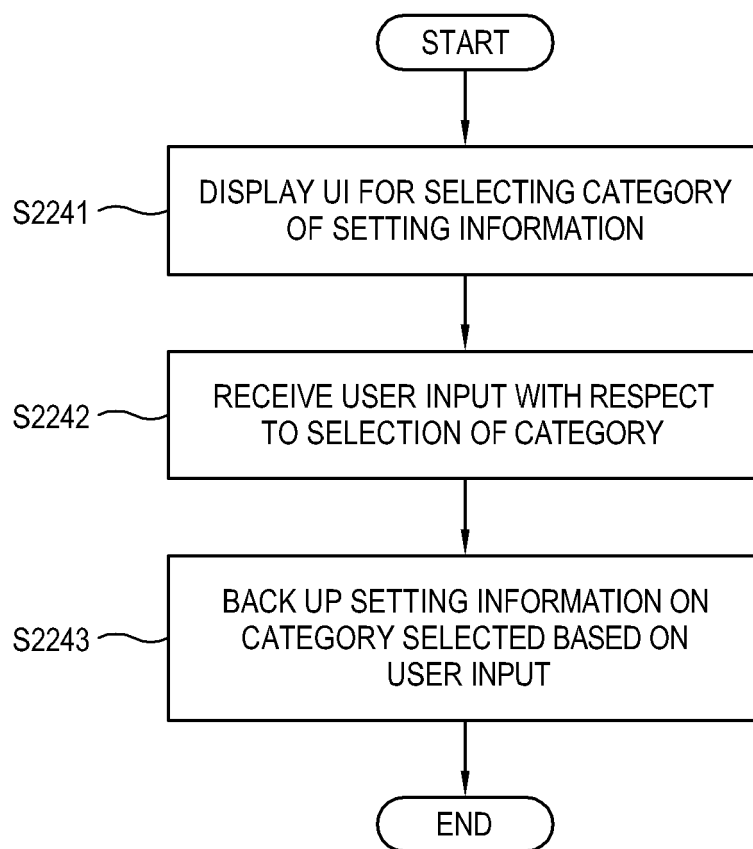 START
S2241
DISPLAY UI FOR SELECTING CATEGORY
OF SETTING INFORMATION
S2242
RECEIVE USER INPUT WITH RESPECT
TO SELECTION OF CATEGORY
S2243
BACK UP SETTING INFORMATION ON
CATEGORY SELECTED BASED ON
USER INPUT
END